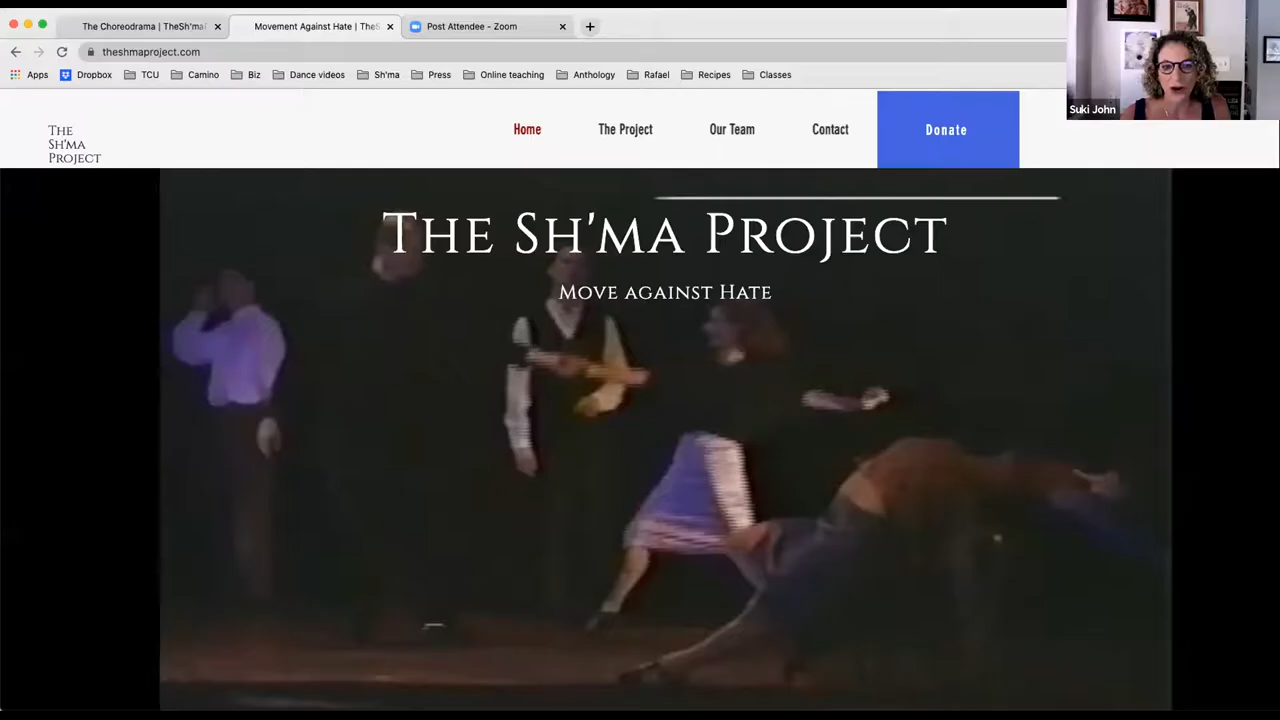 The Choreodrama | TheSh'ma
Movement Against Hate | TheS
Post Attendee - Zoom
theshmaproject.com
Apps
Dropbox
TCU
Camino
Biz
Dance videos
Sh'ma
Press
Online teaching
Anthology
Rafael
Recipes
Classes
Suki John
THE
SH'MA
PROJECT
Home
The Project
Our Team
Contact
Donate
THE SH'MA PROJECT
MOVE AGAINST HATE